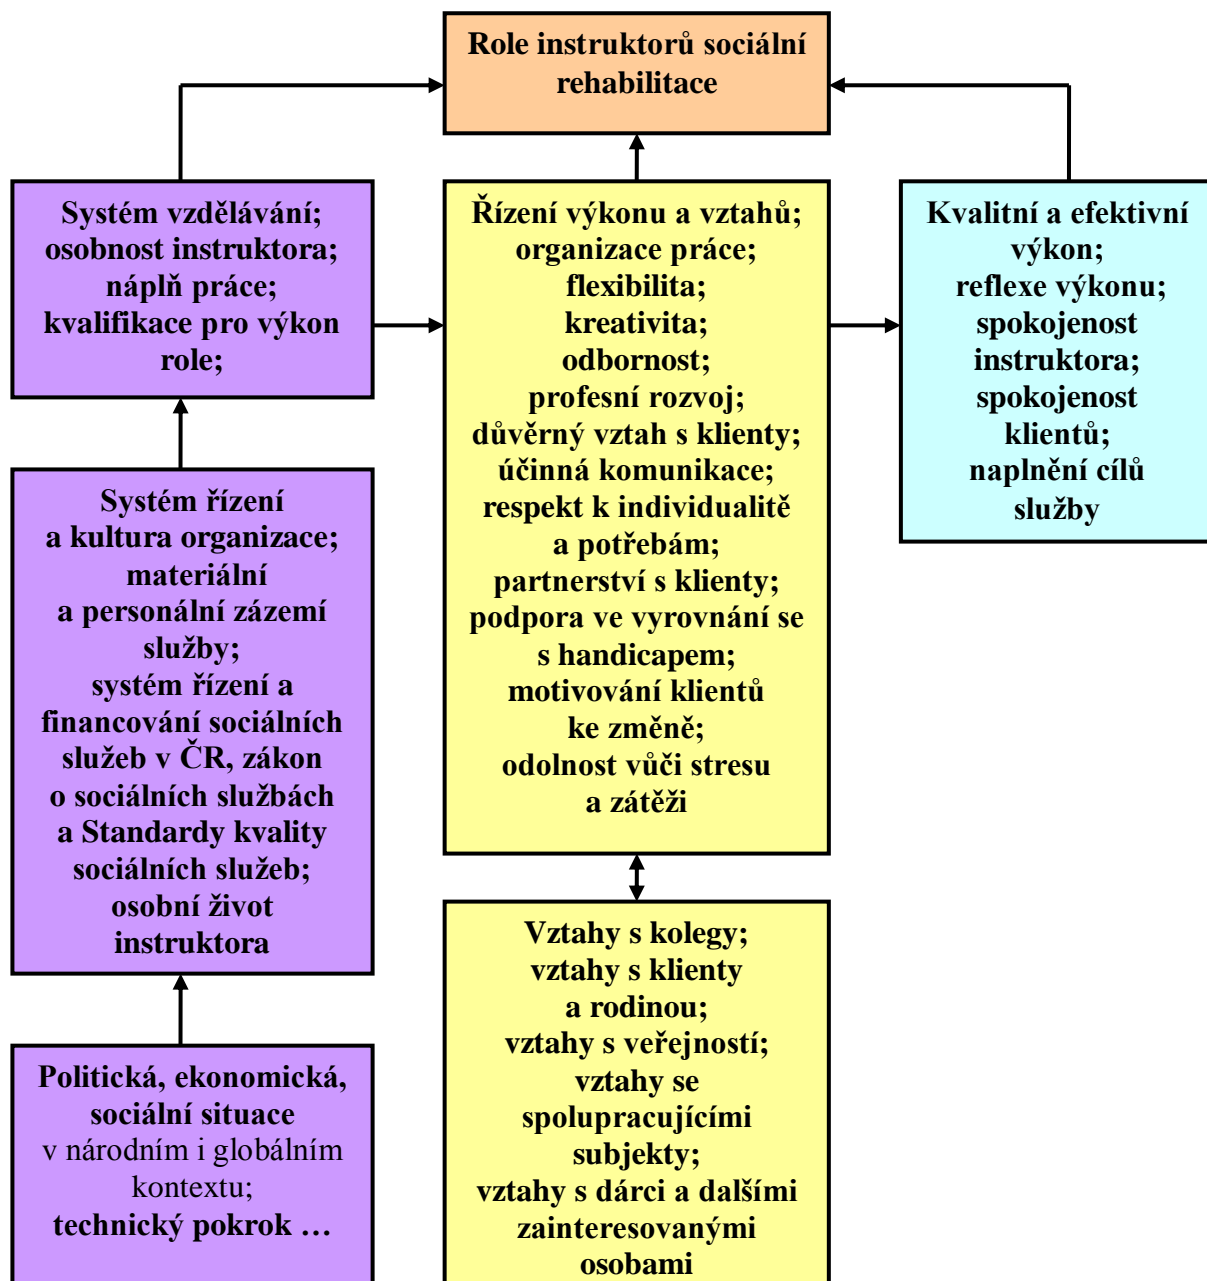 Role instruktorů sociální
rehabilitace
Systém vzdělávání;
osobnost instruktora;
náplň práce;
kvalifikace pro výkon
role;
Řízení výkonu a vztahů;
organizace práce;
flexibilita;
kreativita;
odbornost;
profesní rozvoj;
důvěrný vztah s klienty;
účinná komunikace;
respekt k individualitě
a potřebám;
partnerství s klienty;
podpora ve vyrovnání se
s handicapem;
motivování klientů
ke změně;
odolnost vůči stresu
a zátěži
Kvalitní a efektivní
výkon;
reflexe výkonu;
spokojenost
instruktora;
spokojenost
klientů;
naplnění cílů
služby
Systém řízení
a kultura organizace;
materiální
a personální zázemí
služby;
systém řízení a
financování sociálních
služeb v ČR, zákon
o sociálních službách
a Standardy kvality
sociálních služeb;
osobní život
instruktora
Vztahy s kolegy;
vztahy s klienty
a rodinou;
vztahy s veřejností;
vztahy se
spolupracujícími
subjekty;
vztahy s dárci a dalšími
zainteresovanými
osobami
Politická, ekonomická,
sociální situace
v národním i globálním
kontextu;
technický pokrok …